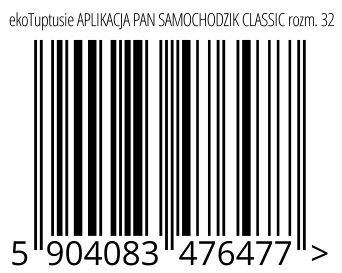 ekoTuptusie APLIKACJA PAN SAMOCHODZIK CLASSIC rozm. 32
5 904083 476477 >